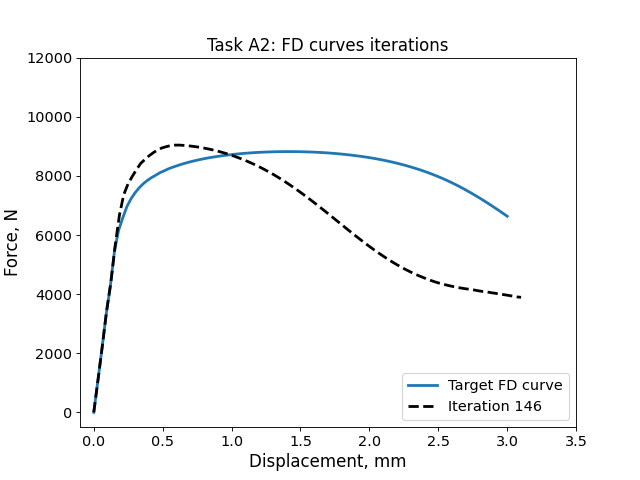 Task A2: FD curves iterations
12000
10000
8000
6000
4000
2000
0
Force, N
Target FD curve
Iteration 146
0.0 0.5 1.0 1.5 2.0 2.5 3.0 3.5
Displacement, mm